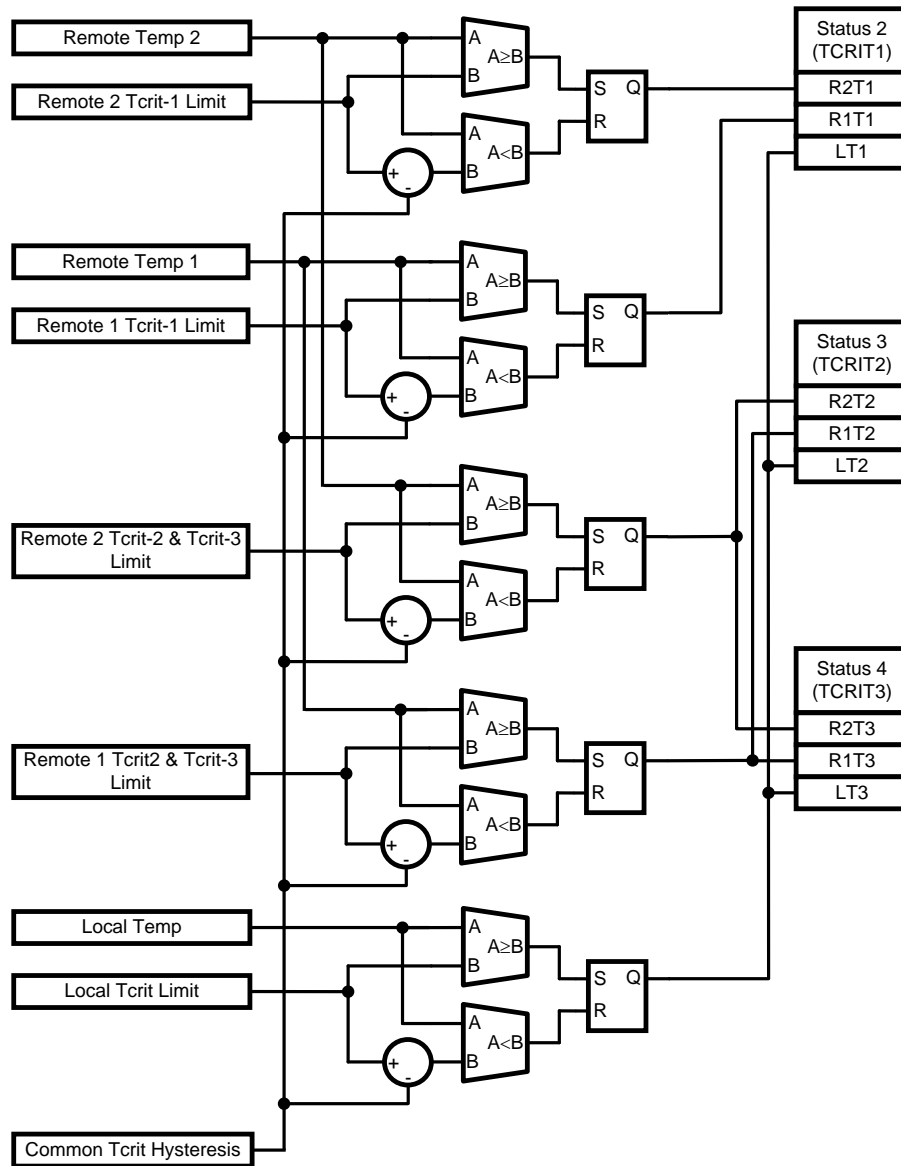 Remote Temp 2
Remote 2 Tcrit-1 Limit
A
A≥B
B
A
A<B
B
+
-
S Q
R
Status 2
(TCRIT1)
R2T1
R1T1
LT1
Remote Temp 1
Remote 1 Tcrit-1 Limit
A
A≥B
B
A
A<B
B
+
-
S Q
R
Status 3
(TCRIT2)
R2T2
R1T2
LT2
Remote 2 Tcrit-2 & Tcrit-3
Limit
A
A≥B
B
A
A<B
B
+
-
S Q
R
Status 4
(TCRIT3)
R2T3
R1T3
LT3
Remote 1 Tcrit2 & Tcrit-3
Limit
A
A≥B
B
A
A<B
B
+
-
S Q
R
Local Temp
Local Tcrit Limit
A
A≥B
B
A
A<B
B
+
-
S Q
R
Common Tcrit Hysteresis